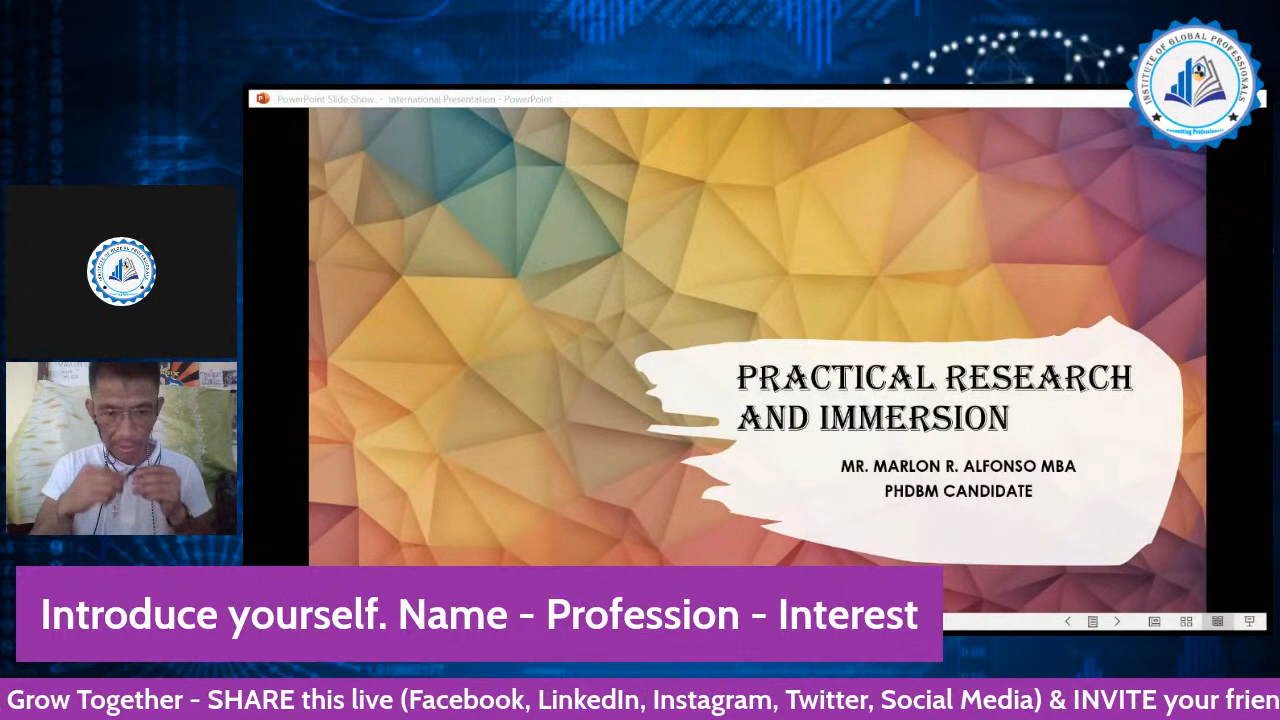 INSTITUTE OF GLOBAL PROFESSIONALS
Consulting Professionals
PowerPoint Slide Show - International Presentation - PowerPoint
PRACTICAL RESEARCH
AND IMMERSION
MR. MARLON R. ALFONSO MBA
PHDBM CANDIDATE
Introduce yourself. Name - Profession - Interest
Grow Together - SHARE this live (Facebook, LinkedIn, Instagram, Twitter, Social Media) & INVITE your frien